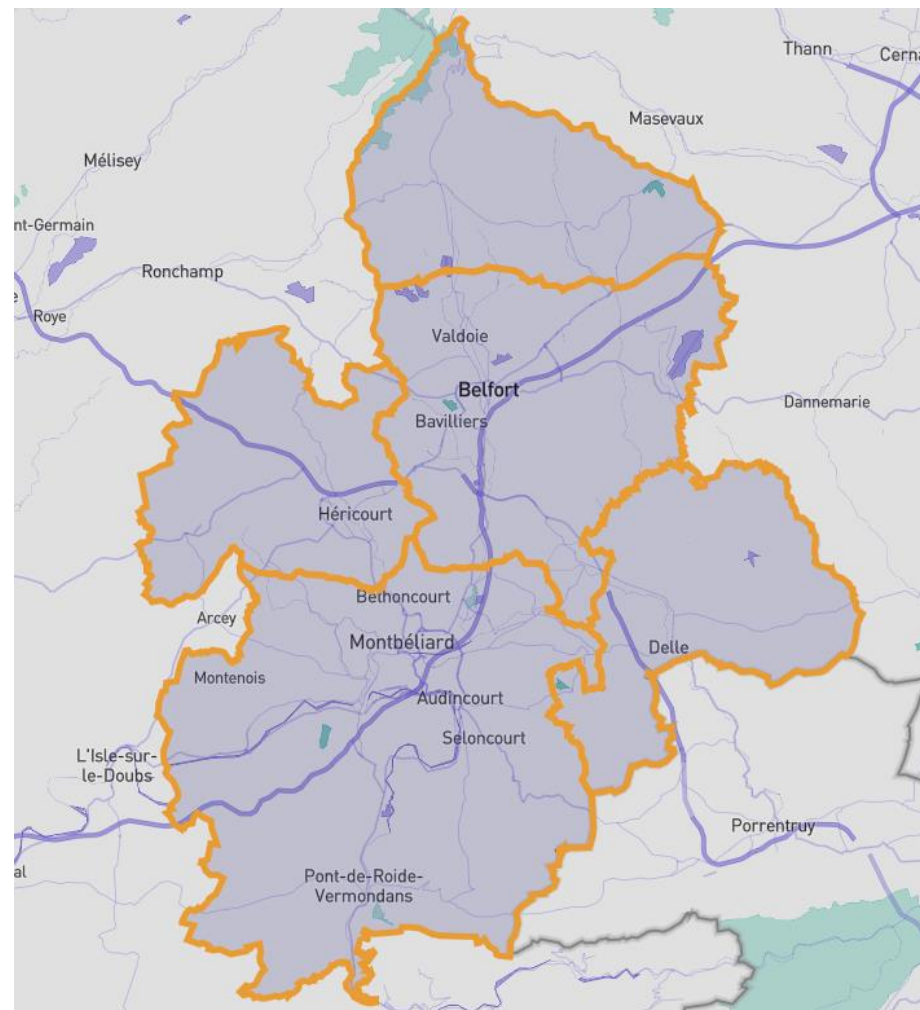 Thann
Cerna
Masevaux
Mélisey
nt-Germain
Ronchamp
e
Roye
Valdoie
Belfort
Dannemarie
Bavilliers
Héricourt
Béthoncourt
Arcey
Montbéliard
Delle
Montenois
Audincourt
Seloncourt
L'Isle-sur-
le-Doubs
Porrentruy
al
Pont-de-Roide-
Vermondans